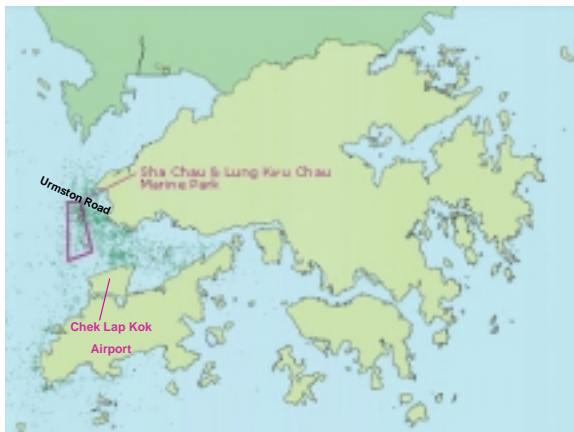 Sha Chau & Lung Kwu Chau
Marine Park
Urmston Road
Chek Lap Kok
Airport